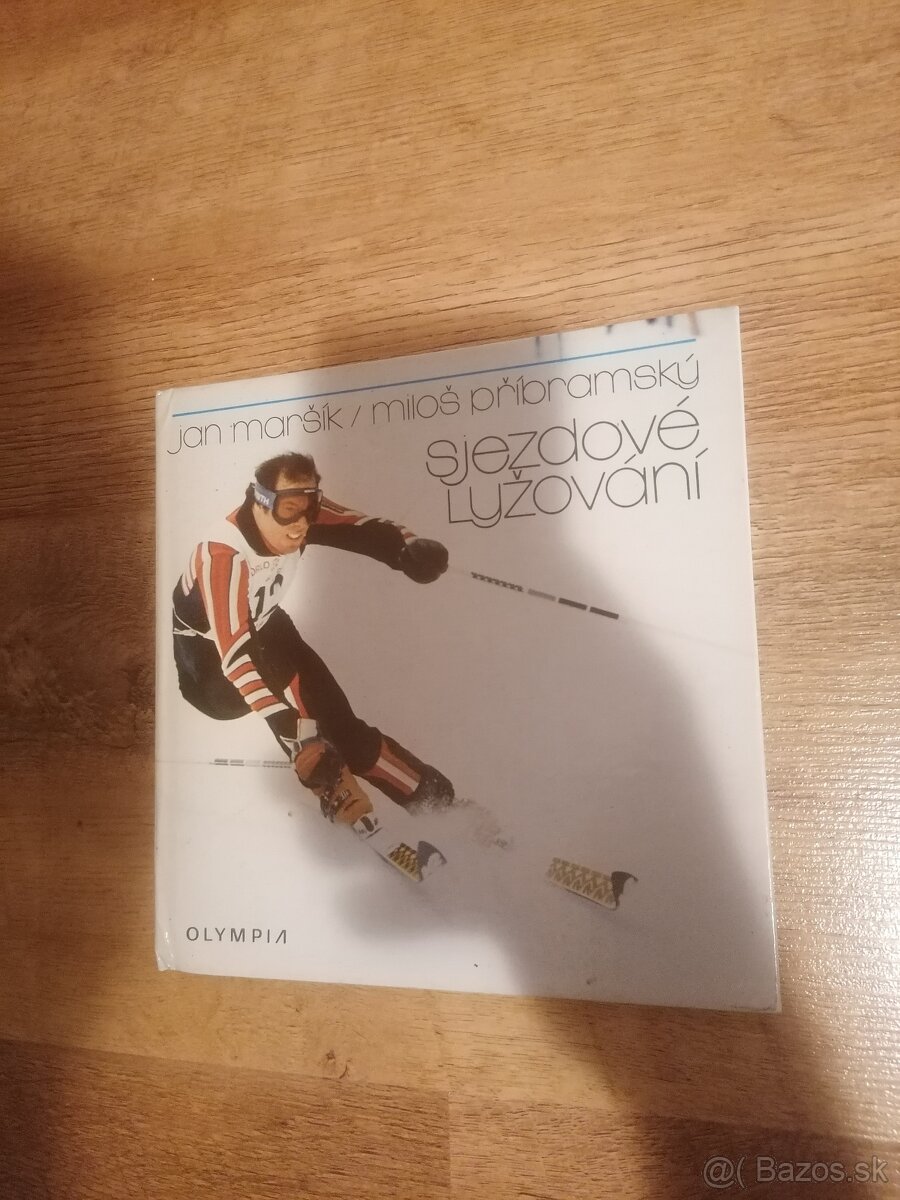 jan maršík / miloš příbramský
sjezdové
Lyžování
OLYMPIA
@( Bazos.sk